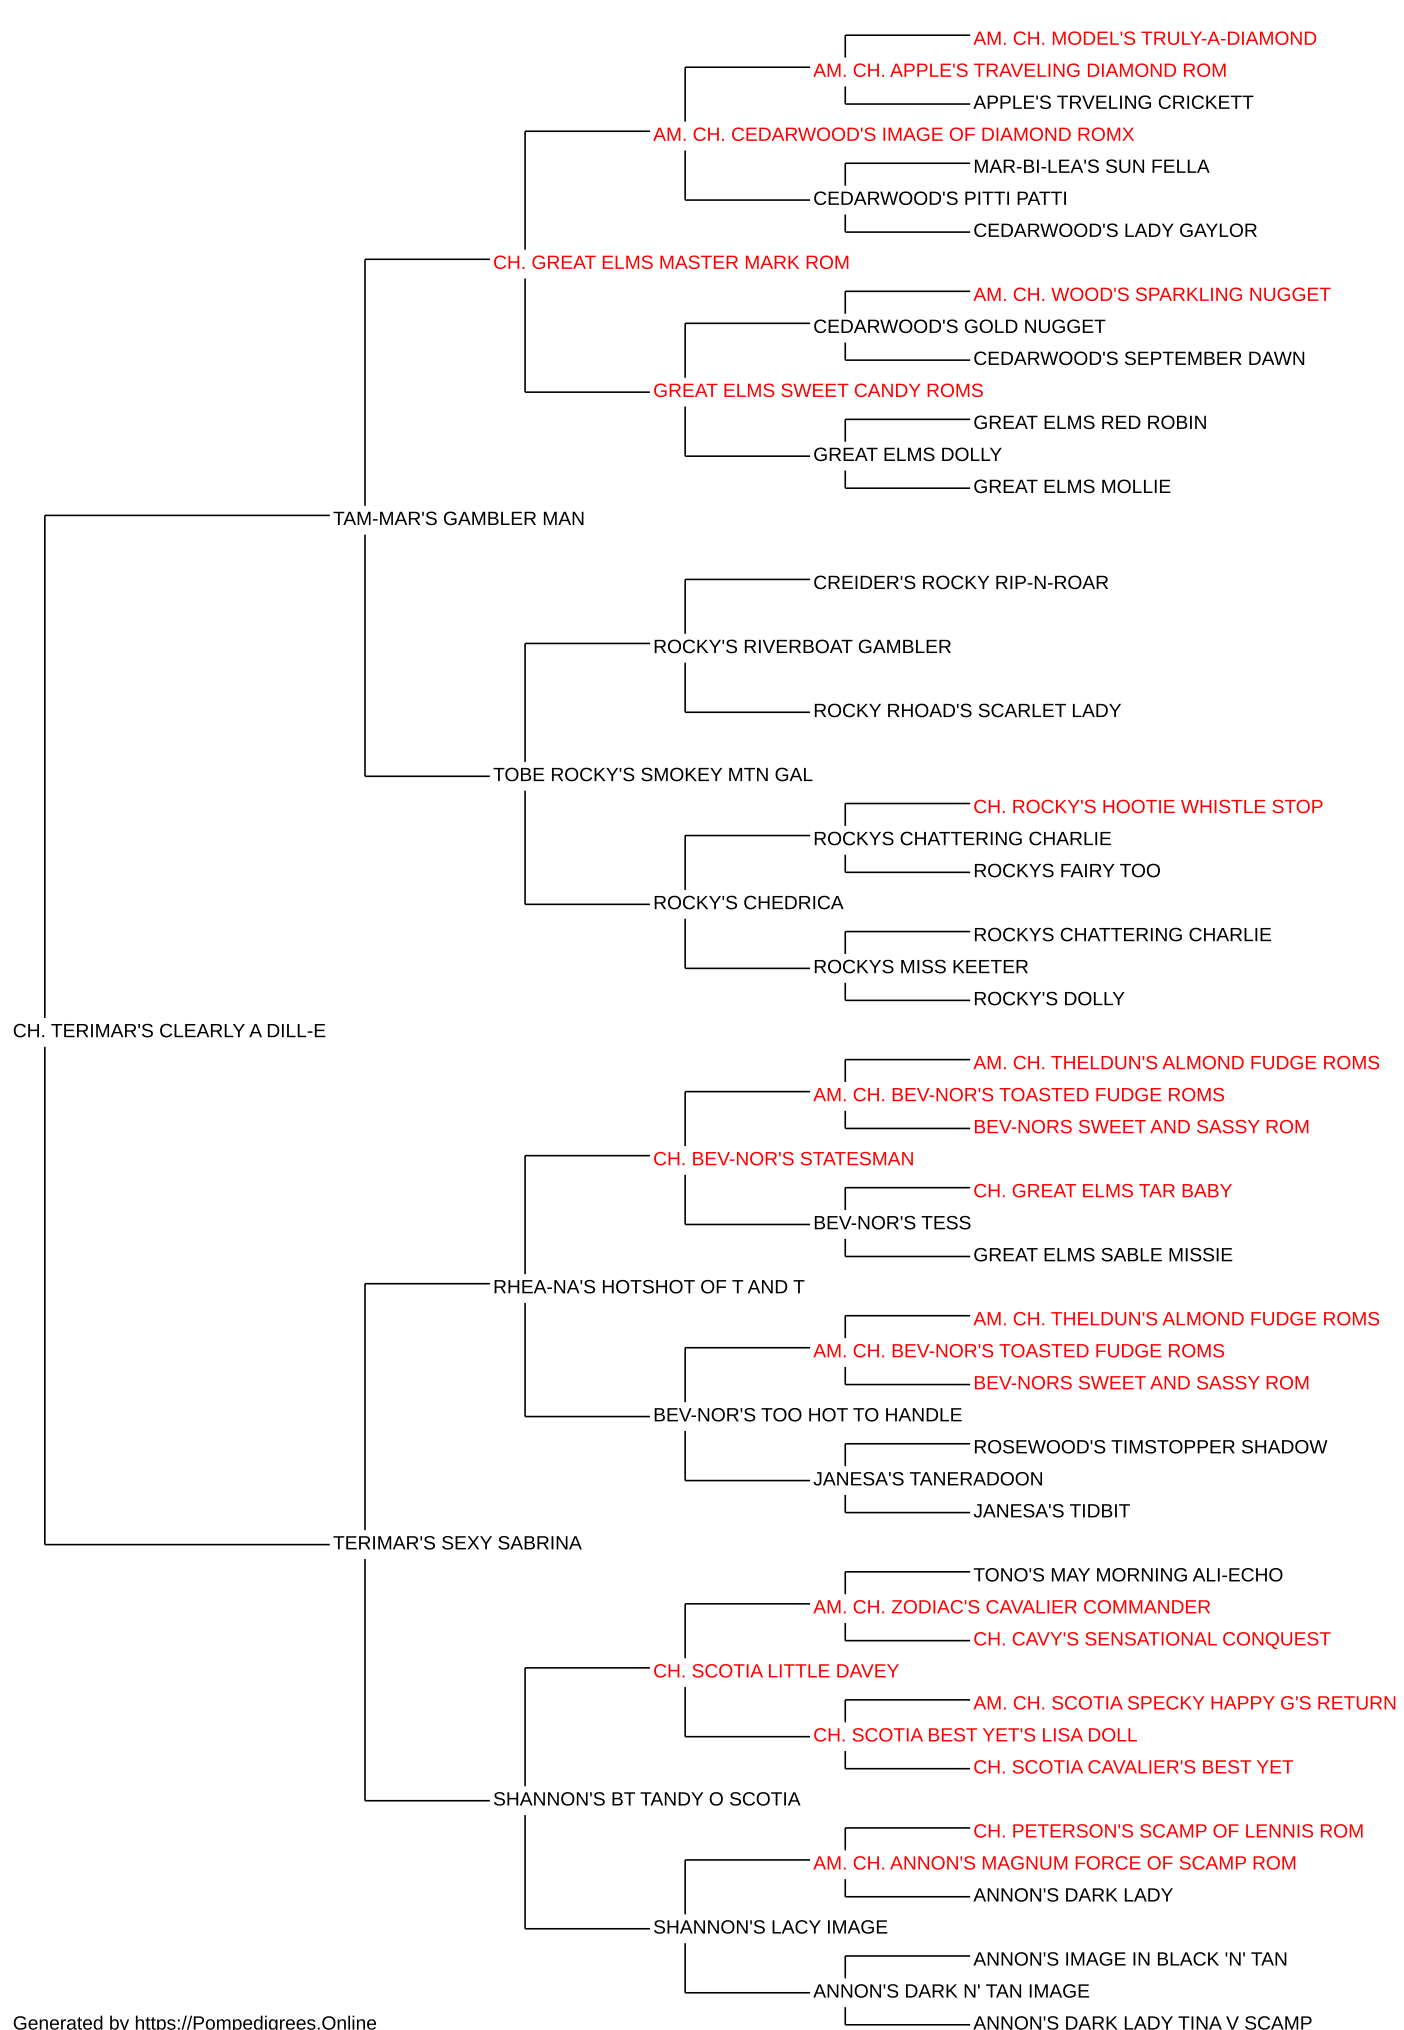 AM. CH. MODEL'S TRULY-A-DIAMOND
AM. CH. APPLE'S TRAVELING DIAMOND ROM
APPLE'S TRVELING CRICKETT
AM. CH. CEDARWOOD'S IMAGE OF DIAMOND ROMX
MAR-BI-LEA'S SUN FELLA
CEDARWOOD'S PITTI PATTI
CEDARWOOD'S LADY GAYLOR
CH. GREAT ELMS MASTER MARK ROM
AM. CH. WOOD'S SPARKLING NUGGET
CEDARWOOD'S GOLD NUGGET
CEDARWOOD'S SEPTEMBER DAWN
GREAT ELMS SWEET CANDY ROMS
GREAT ELMS RED ROBIN
GREAT ELMS DOLLY
GREAT ELMS MOLLIE
TAM-MAR'S GAMBLER MAN
CREIDER'S ROCKY RIP-N-ROAR
ROCKY'S RIVERBOAT GAMBLER
ROCKY RHOAD'S SCARLET LADY
TOBE ROCKY'S SMOKEY MTN GAL
CH. ROCKY'S HOOTIE WHISTLE STOP
ROCKYS CHATTERING CHARLIE
ROCKYS FAIRY TOO
ROCKY'S CHEDRICA
ROCKYS CHATTERING CHARLIE
ROCKYS MISS KEETER
ROCKY'S DOLLY
CH. TERIMAR'S CLEARLY A DILL-E
AM. CH. THELDUN'S ALMOND FUDGE ROMS
AM. CH. BEV-NOR'S TOASTED FUDGE ROMS
BEV-NORS SWEET AND SASSY ROM
CH. BEV-NOR'S STATESMAN
CH. GREAT ELMS TAR BABY
BEV-NOR'S TESS
GREAT ELMS SABLE MISSIE
RHEA-NA'S HOTSHOT OF T AND T
AM. CH. THELDUN'S ALMOND FUDGE ROMS
AM. CH. BEV-NOR'S TOASTED FUDGE ROMS
BEV-NORS SWEET AND SASSY ROM
BEV-NOR'S TOO HOT TO HANDLE
ROSEWOOD'S TIMSTOPPER SHADOW
JANESA'S TANERADOON
JANESA'S TIDBIT
TERIMAR'S SEXY SABRINA
TONO'S MAY MORNING ALI-ECHO
AM. CH. ZODIAC'S CAVALIER COMMANDER
CH. CAVY'S SENSATIONAL CONQUEST
CH. SCOTIA LITTLE DAVEY
AM. CH. SCOTIA SPECKY HAPPY G'S RETURN
CH. SCOTIA BEST YET'S LISA DOLL
CH. SCOTIA CAVALIER'S BEST YET
SHANNON'S BT TANDY O SCOTIA
CH. PETERSON'S SCAMP OF LENNIS ROM
AM. CH. ANNON'S MAGNUM FORCE OF SCAMP ROM
ANNON'S DARK LADY
SHANNON'S LACY IMAGE
ANNON'S IMAGE IN BLACK 'N' TAN
ANNON'S DARK N' TAN IMAGE
ANNON'S DARK LADY TINA V SCAMP
Generated by https://Pompedigrees.Online